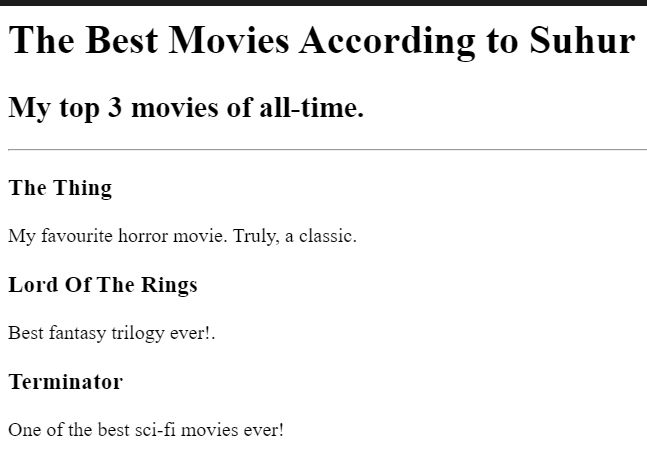 The Best Movies According to Suhur
My top 3 movies of all-time.
The Thing
My favourite horror movie. Truly, a classic.
Lord Of The Rings
Best fantasy trilogy ever!.
Terminator
One of the best sci-fi movies ever!